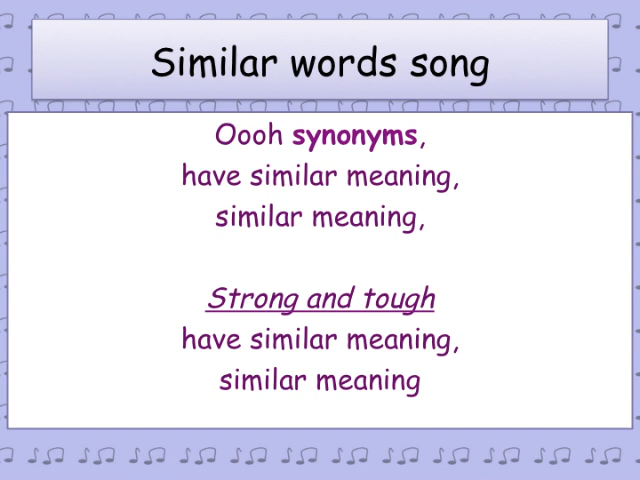 Similar words song
Oooh synonyms,
have similar meaning,
similar meaning,
Strong and tough
have similar meaning,
similar meaning